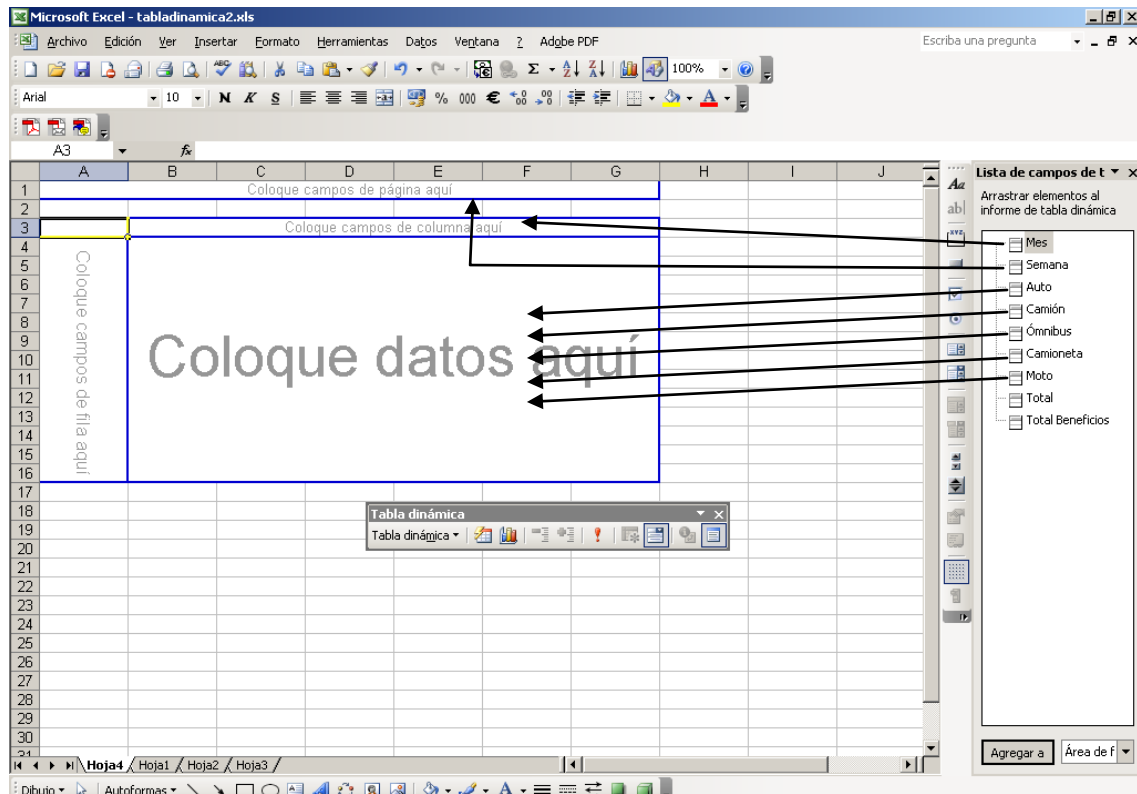 Microsoft Excel - tabladinamica2.xls
Archivo Edición Ver Insertar Formato Herramientas Datos Ventana ? Adobe PDF Escriba una pregunta
100%
Arial 10 N K S % 000 €
A3 fx
A B C D E F G H I J
Lista de campos de t
Arrastrar elementos al
informe de tabla dinámica
1 Coloque campos de página aquí
2
3 Coloque campos de columna aquí
4
5
6
7
8
9
10
11
12
13
14
15
16
17
18
19
20
21
22
23
24
25
26
27
28
29
30
31
Coloque campos de fila aquí
Coloque datos aquí
Mes
Semana
Auto
Camión
Ómnibus
Camioneta
Moto
Total
Total Beneficios
Tabla dinámica
Tabla dinámica
Agregar a Área de f
Hoja4 Hoja1 Hoja2 Hoja3
Dibujo Autoformas